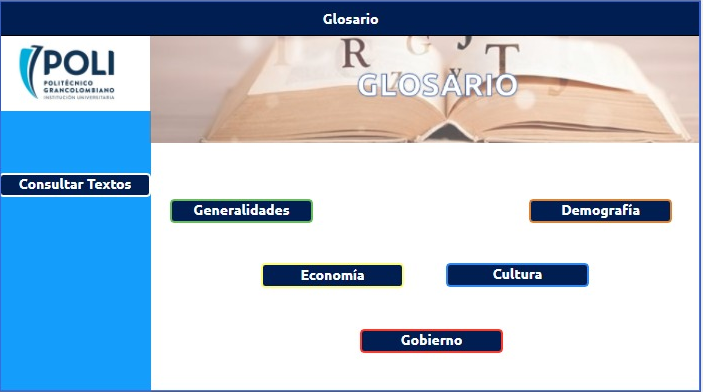 Glosario
POLI
POLITÉCNICO
GRANCOLOMBIANO
INSTITUCIÓN UNIVERSITARIA
R G J T
z y
GLOSARIO
Consultar Textos
Generalidades
Demografía
Economía
Cultura
Gobierno